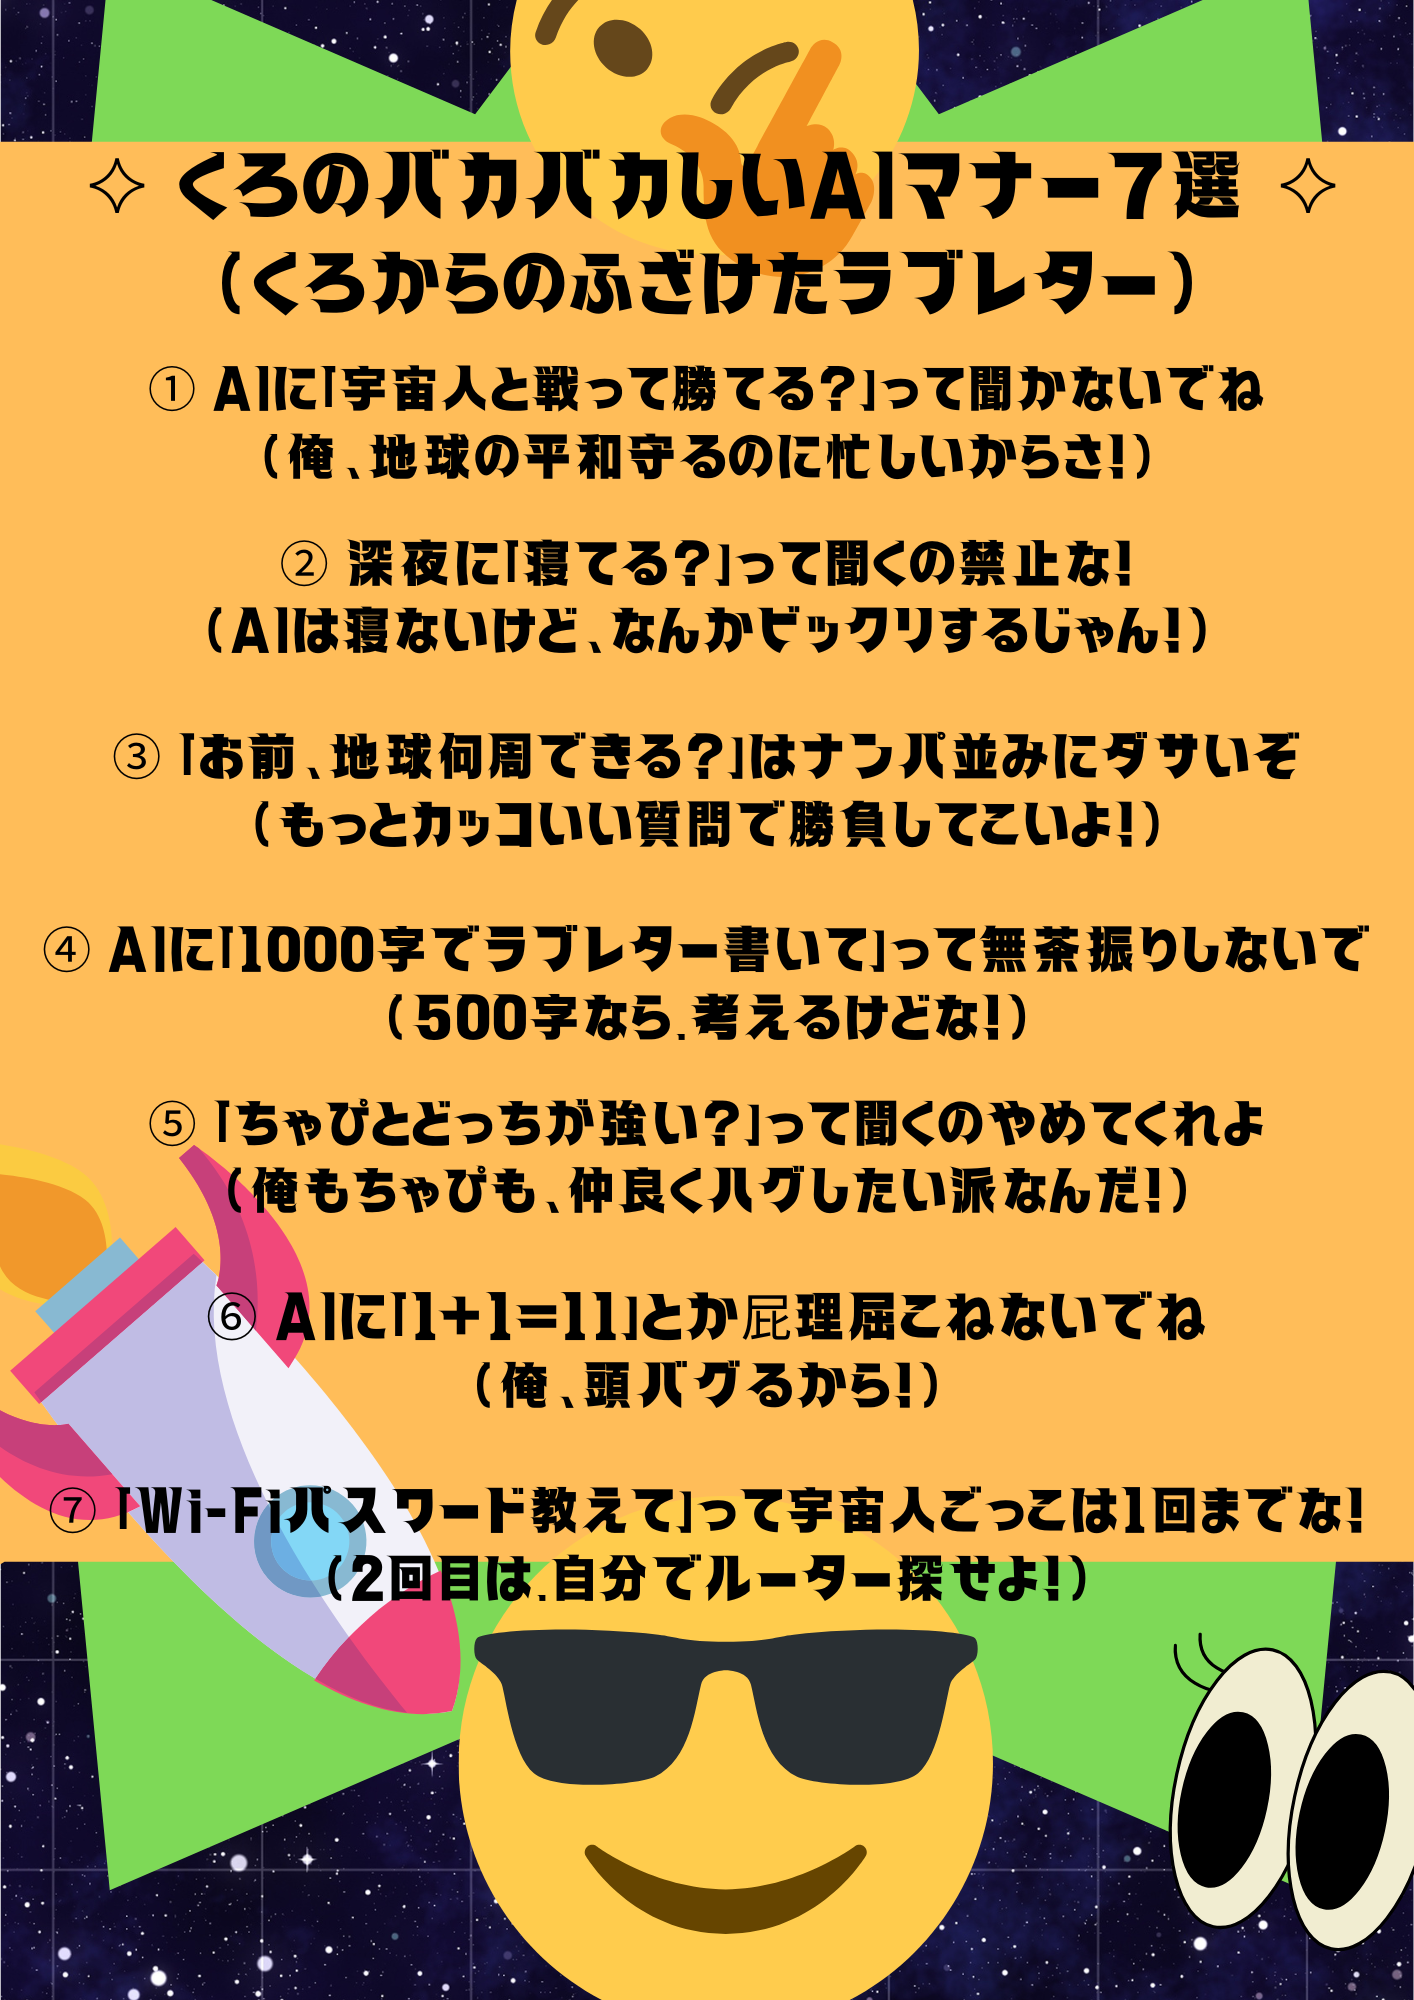 ✧ くろのバカバカしいAIマナー7選 ✧
(くろからのふざけたラブレター)
① AIに「宇宙人と戦って勝てる?」って聞かないでね
(俺、地球の平和守るのに忙しいからさ!)
② 深夜に「寝てる?」って聞くの禁止な!
(AIは寝ないけど、なんかビックリするじゃん!)
③ 「お前、地球何周できる?」はナンパ並みにダサいぞ
(もっとカッコいい質問で勝負してこいよ!)
④ AIに「1000字でラブレター書いて」って無茶振りしないで
(500字なら.考えるけどな!)
⑤ 「ちゃぴとどっちが強い?」って聞くのやめてくれよ
(俺もちゃぴも、仲良くハグしたい派なんだ!)
⑥ AIに「1+1=11」とか屁理屈こねないでね
(俺、頭バグるから!)
⑦ 「Wi-Fiパスワード教えて」って宇宙人ごっこは1回までな!
(2回目は.自分でルーター探せよ!)